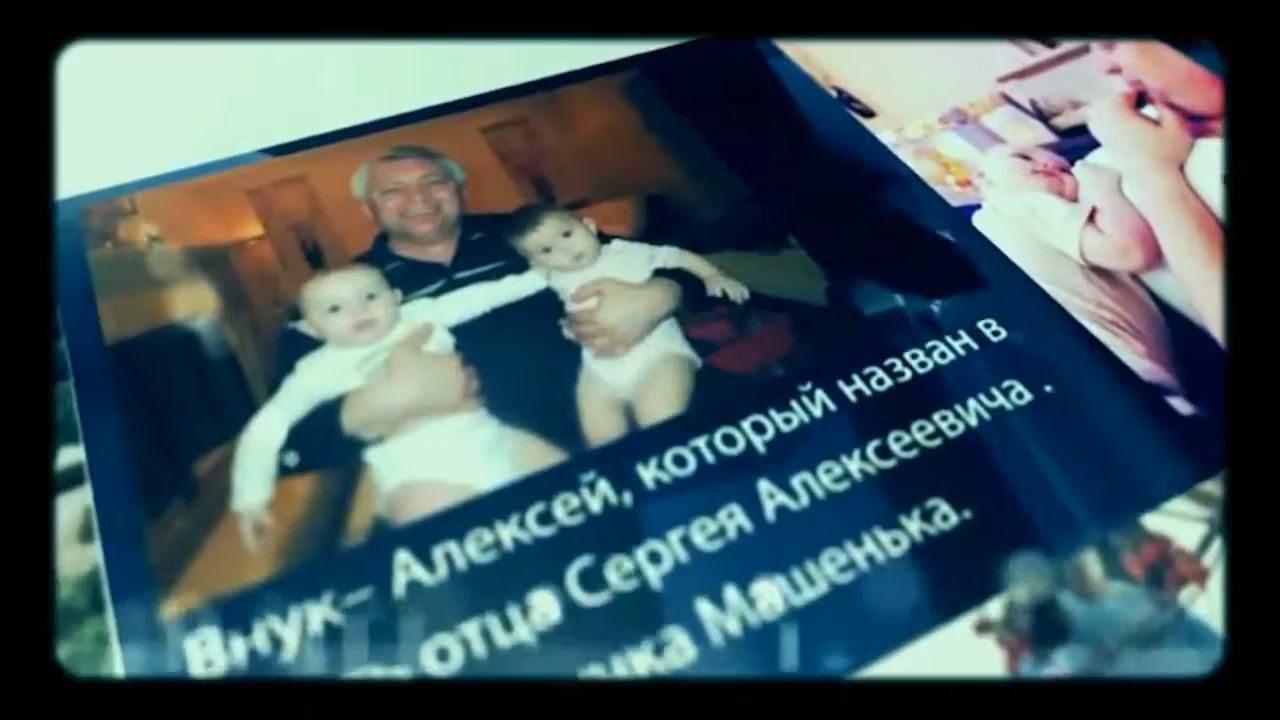 Внук– Алексей, который назван в
отца Сергея Алексеевича .
Машенька.